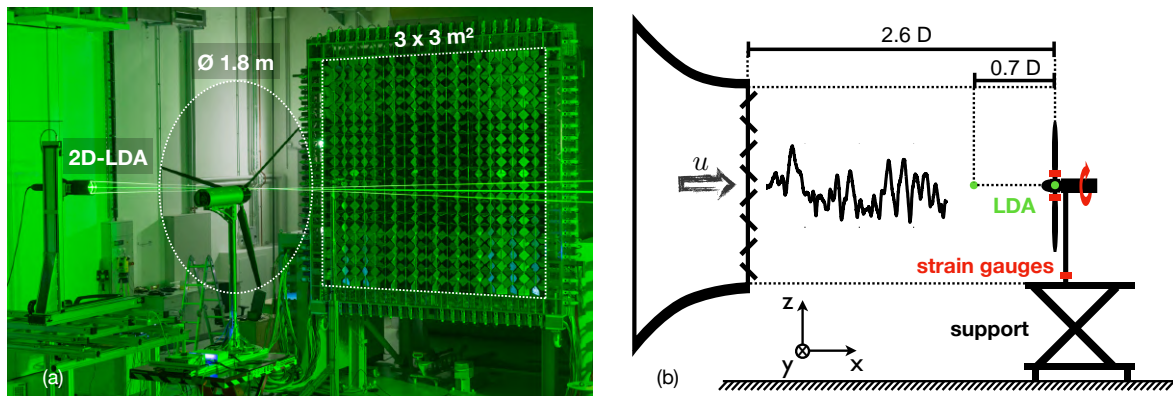 3 x 3 m²
Ø 1.8 m
2D-LDA
(a)
2.6 D
0.7 D
u
LDA
strain gauges
support
z
y
x
(b)